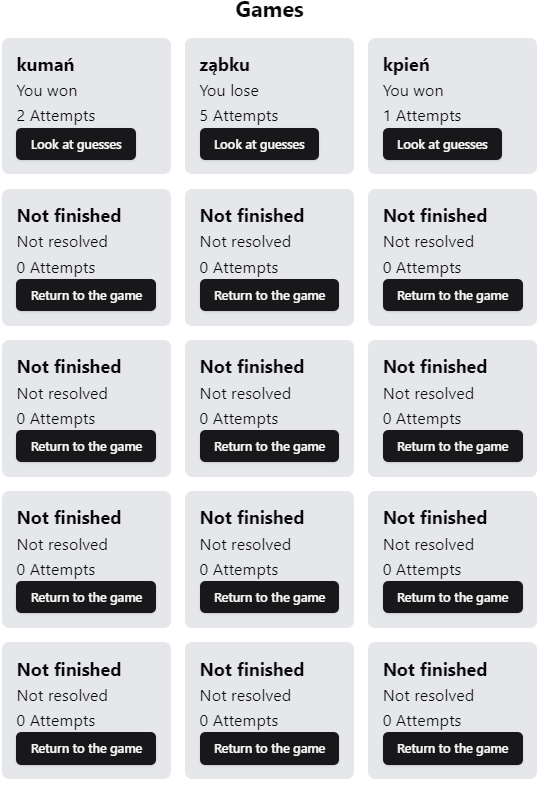 Games
kumań
You won
2 Attempts
Look at guesses
ząbku
You lose
5 Attempts
Look at guesses
kpień
You won
1 Attempts
Look at guesses
Not finished
Not resolved
0 Attempts
Return to the game
Not finished
Not resolved
0 Attempts
Return to the game
Not finished
Not resolved
0 Attempts
Return to the game
Not finished
Not resolved
0 Attempts
Return to the game
Not finished
Not resolved
0 Attempts
Return to the game
Not finished
Not resolved
0 Attempts
Return to the game
Not finished
Not resolved
0 Attempts
Return to the game
Not finished
Not resolved
0 Attempts
Return to the game
Not finished
Not resolved
0 Attempts
Return to the game
Not finished
Not resolved
0 Attempts
Return to the game
Not finished
Not resolved
0 Attempts
Return to the game
Not finished
Not resolved
0 Attempts
Return to the game